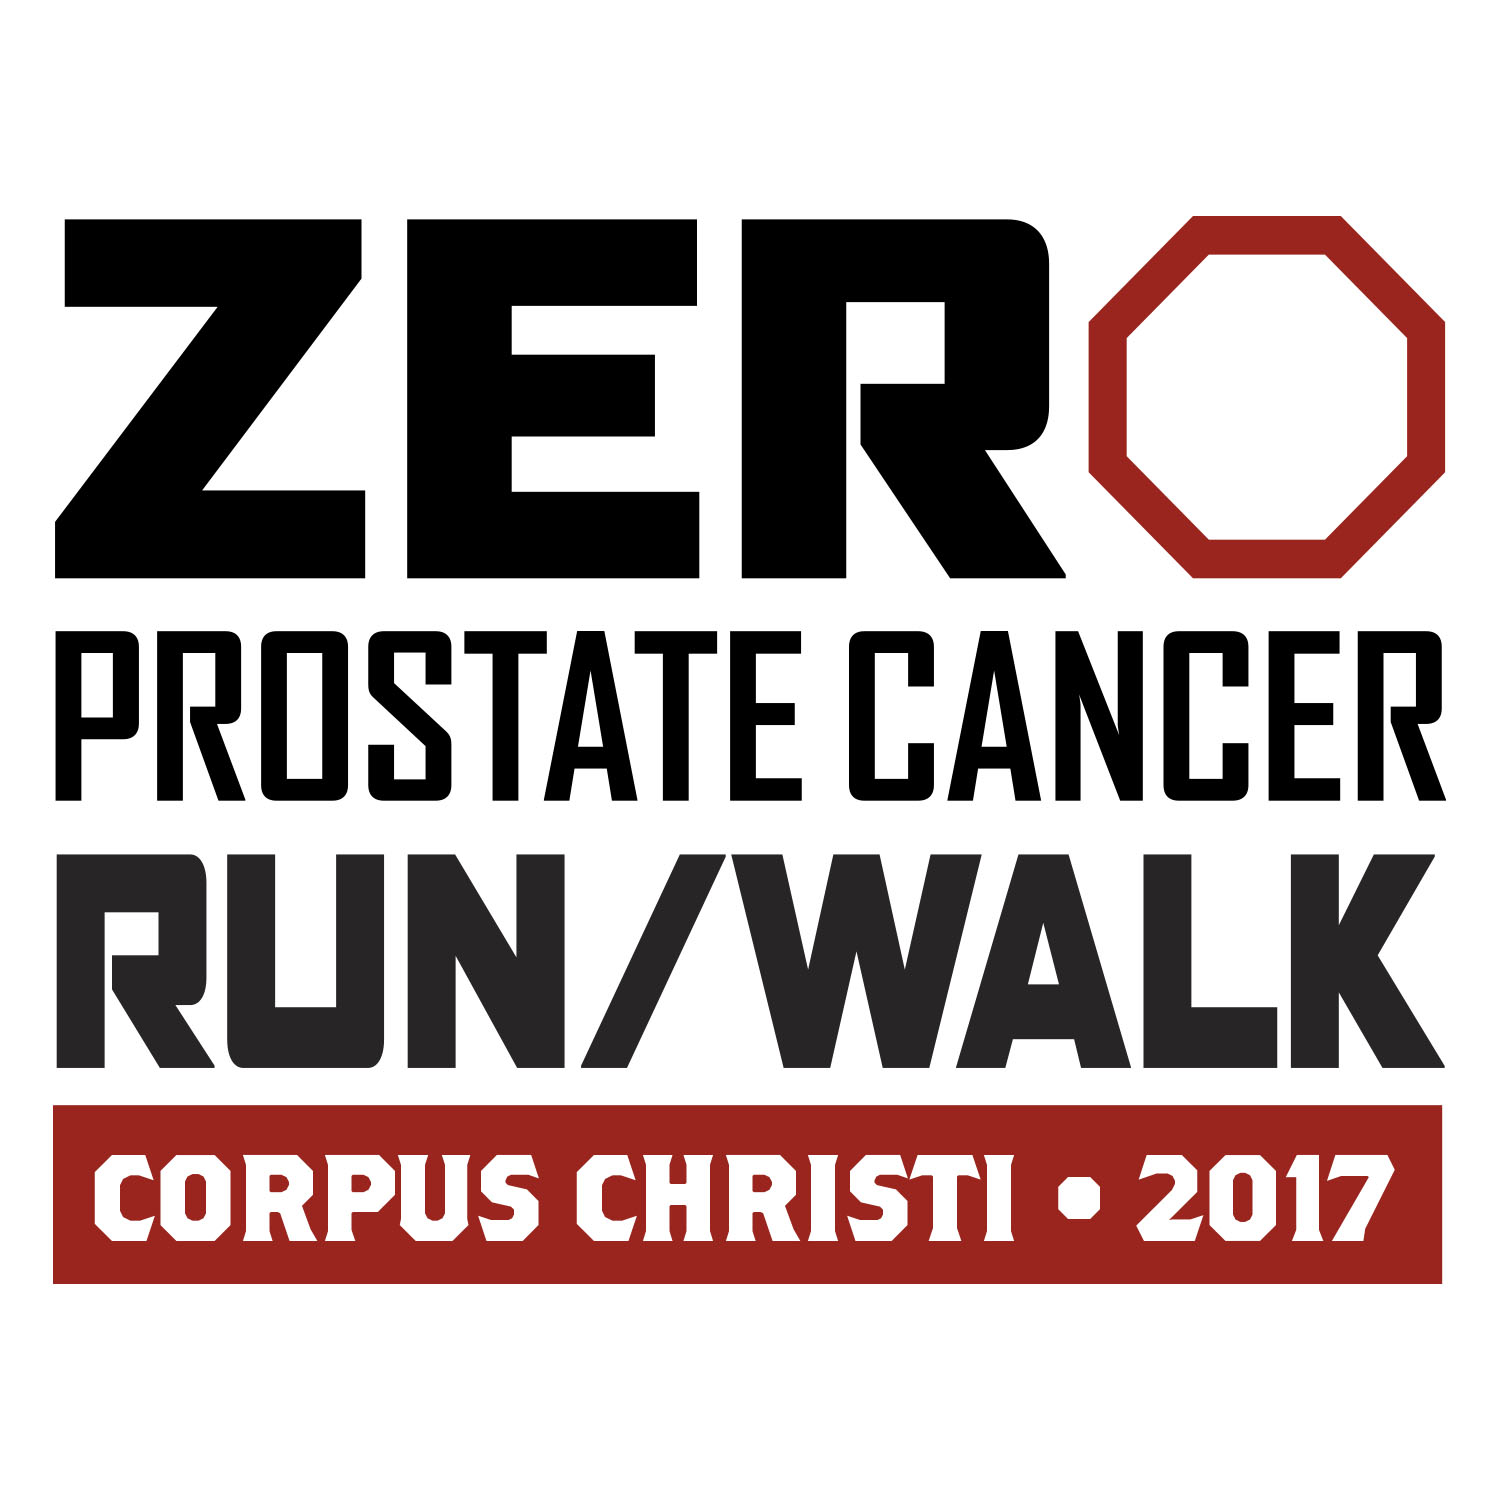 ZERO
PROSTATE CANCER
RUN/WALK
CORPUS CHRISTI • 2017